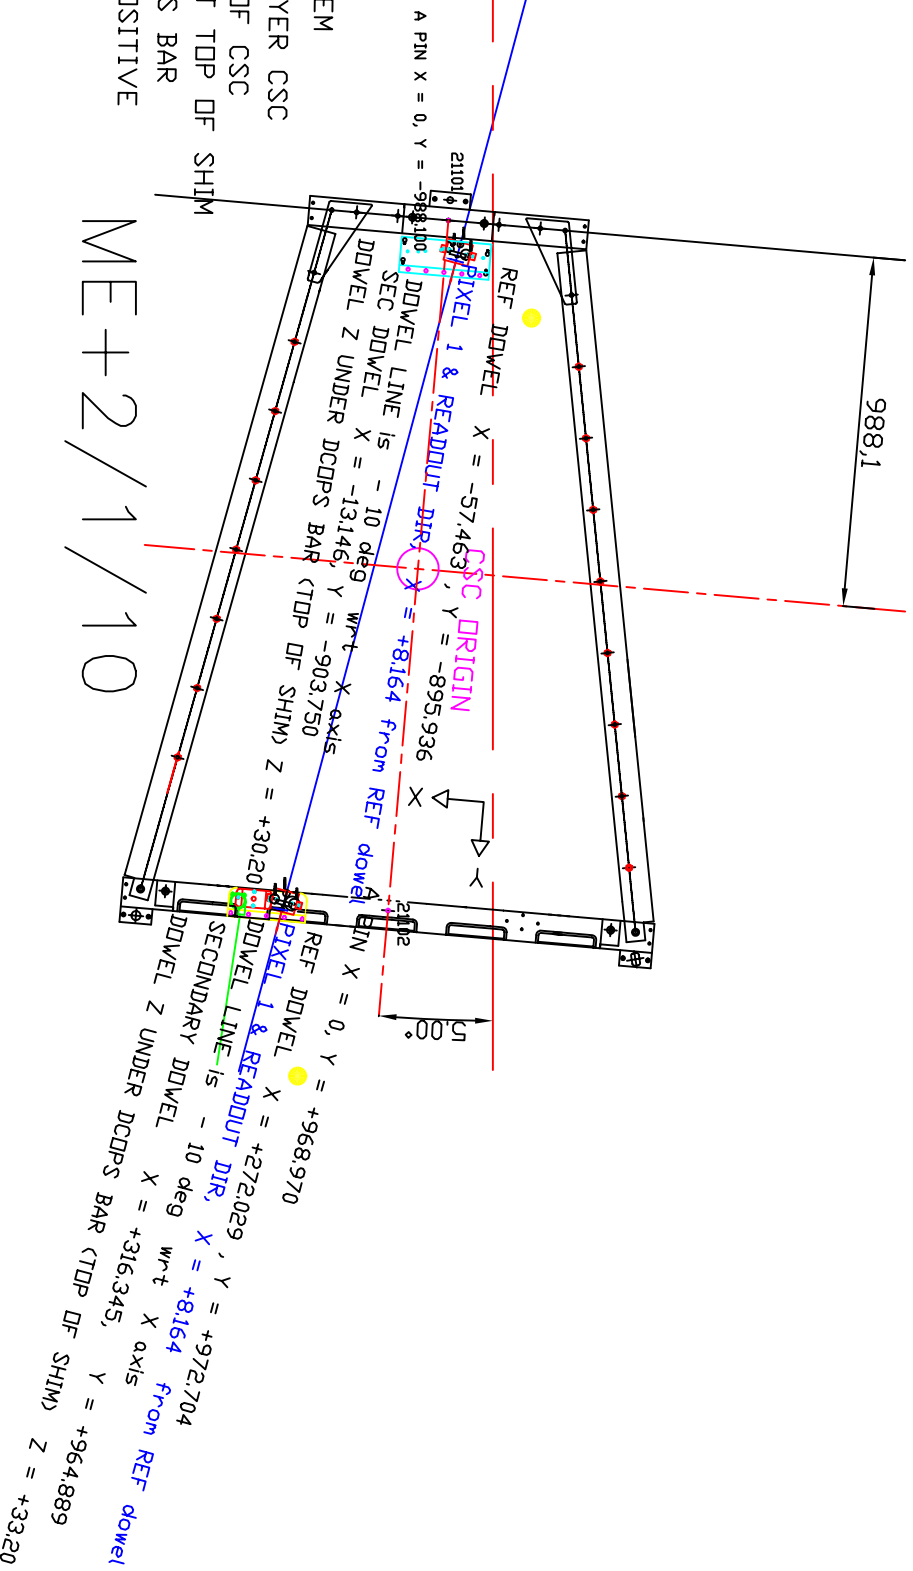 EM
YER CSC
OF CSC
T TOP OF SHIM
S BAR
SITIVE
ME+2/1/10
A PIN X = 0, Y = -988.100
21101
988,1
REF DOWEL X = -57.463 , Y = -895.936
PIXEL 1 & READOUT DIR, X = +8.164 from REF dowel
DOWEL LINE is - 10 deg wrt X axis
SEC DOWEL X = -13.146, Y = -903.750
DOWEL Z UNDER DCOPS BAR (TOP OF SHIM) Z = +30.20
CSC ORIGIN
X
Y
21102
5.00°
A PIN X = 0, Y = +968.970
REF DOWEL X = +272.029 , Y = +972.704
PIXEL 1 & READOUT DIR, X = +8.164 from REF dowel
DOWEL LINE is - 10 deg wrt X axis
SECONDARY DOWEL X = +316.345, Y = +964.889
DOWEL Z UNDER DCOPS BAR (TOP OF SHIM) Z = +33.20